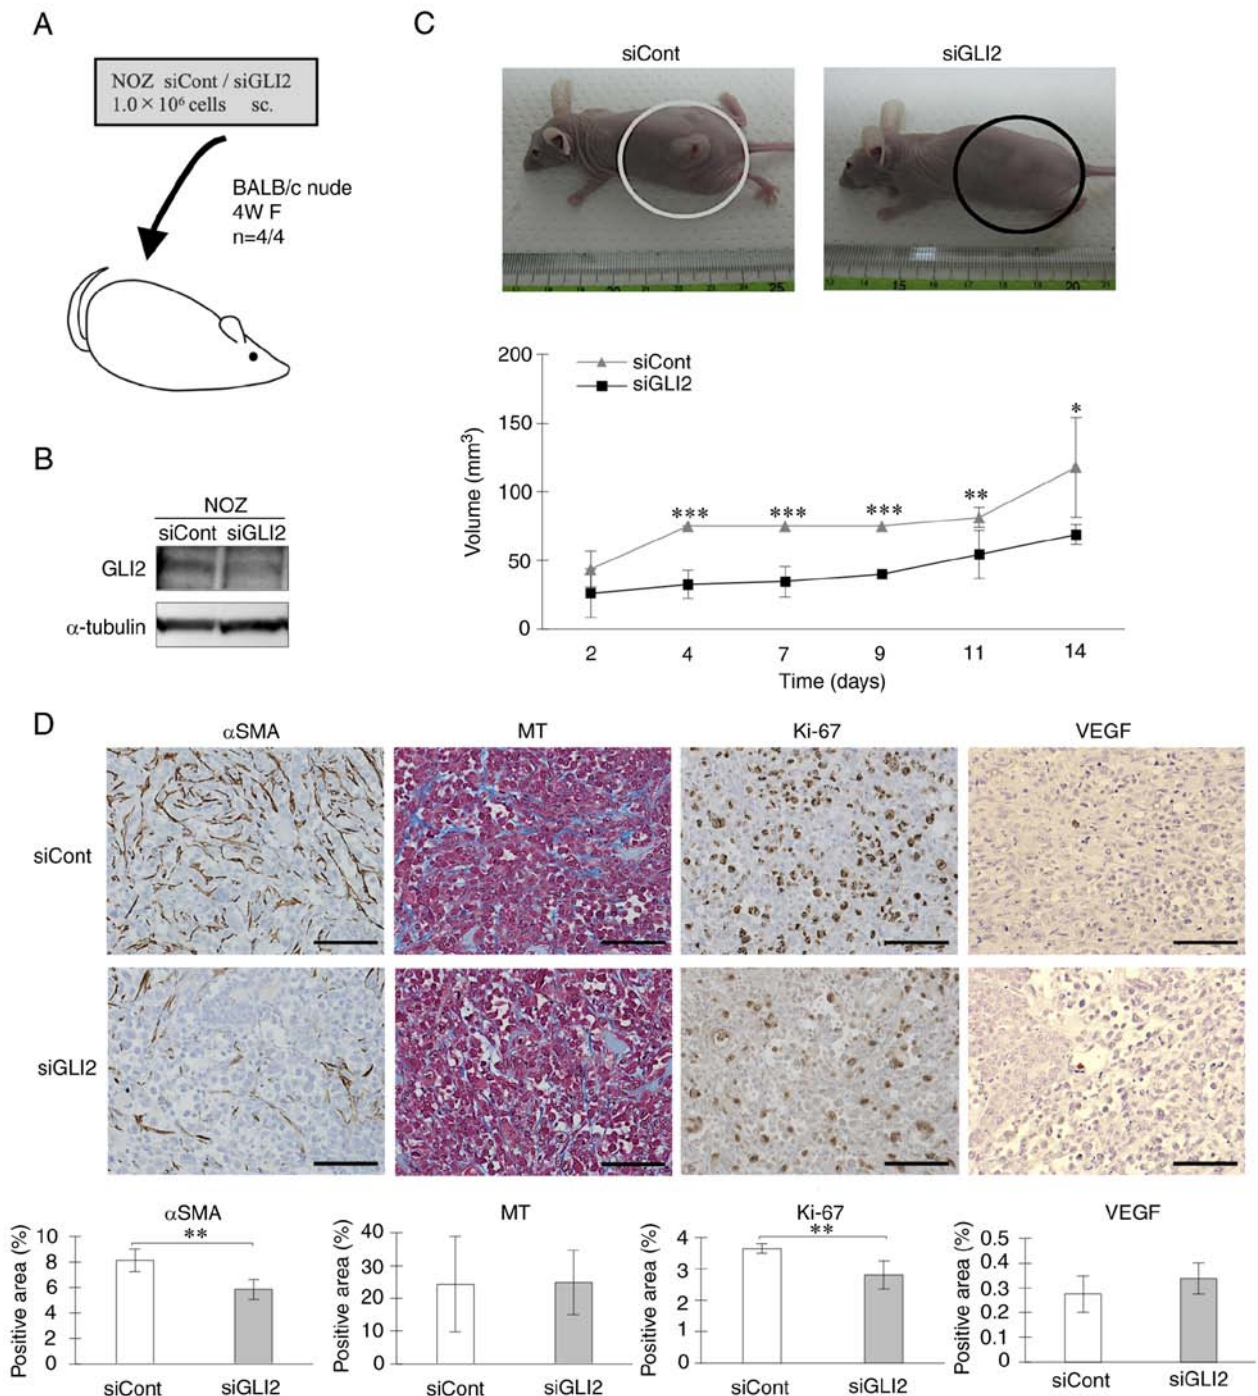 A
NOZ siCont / siGLI2
1.0 × 10⁶ cells sc.
BALB/c nude
4W F
n=4/4
B
NOZ
siCont siGLI2
GLI2
α-tubulin
C
siCont siGLI2
20 25
15 20
200
150
100
50
0
Volume (mm³)
siCont
siGLI2
*** *** *** ** *
2 4 7 9 11 14
Time (days)
D
αSMA MT Ki-67 VEGF
siCont
siGLI2
αSMA
**
Positive area (%)
10
8
6
4
2
0
siCont siGLI2
MT
Positive area (%)
40
30
20
10
0
siCont siGLI2
Ki-67
**
Positive area (%)
4
3
2
1
0
siCont siGLI2
VEGF
Positive area (%)
0.5
0.4
0.3
0.2
0.1
0
siCont siGLI2